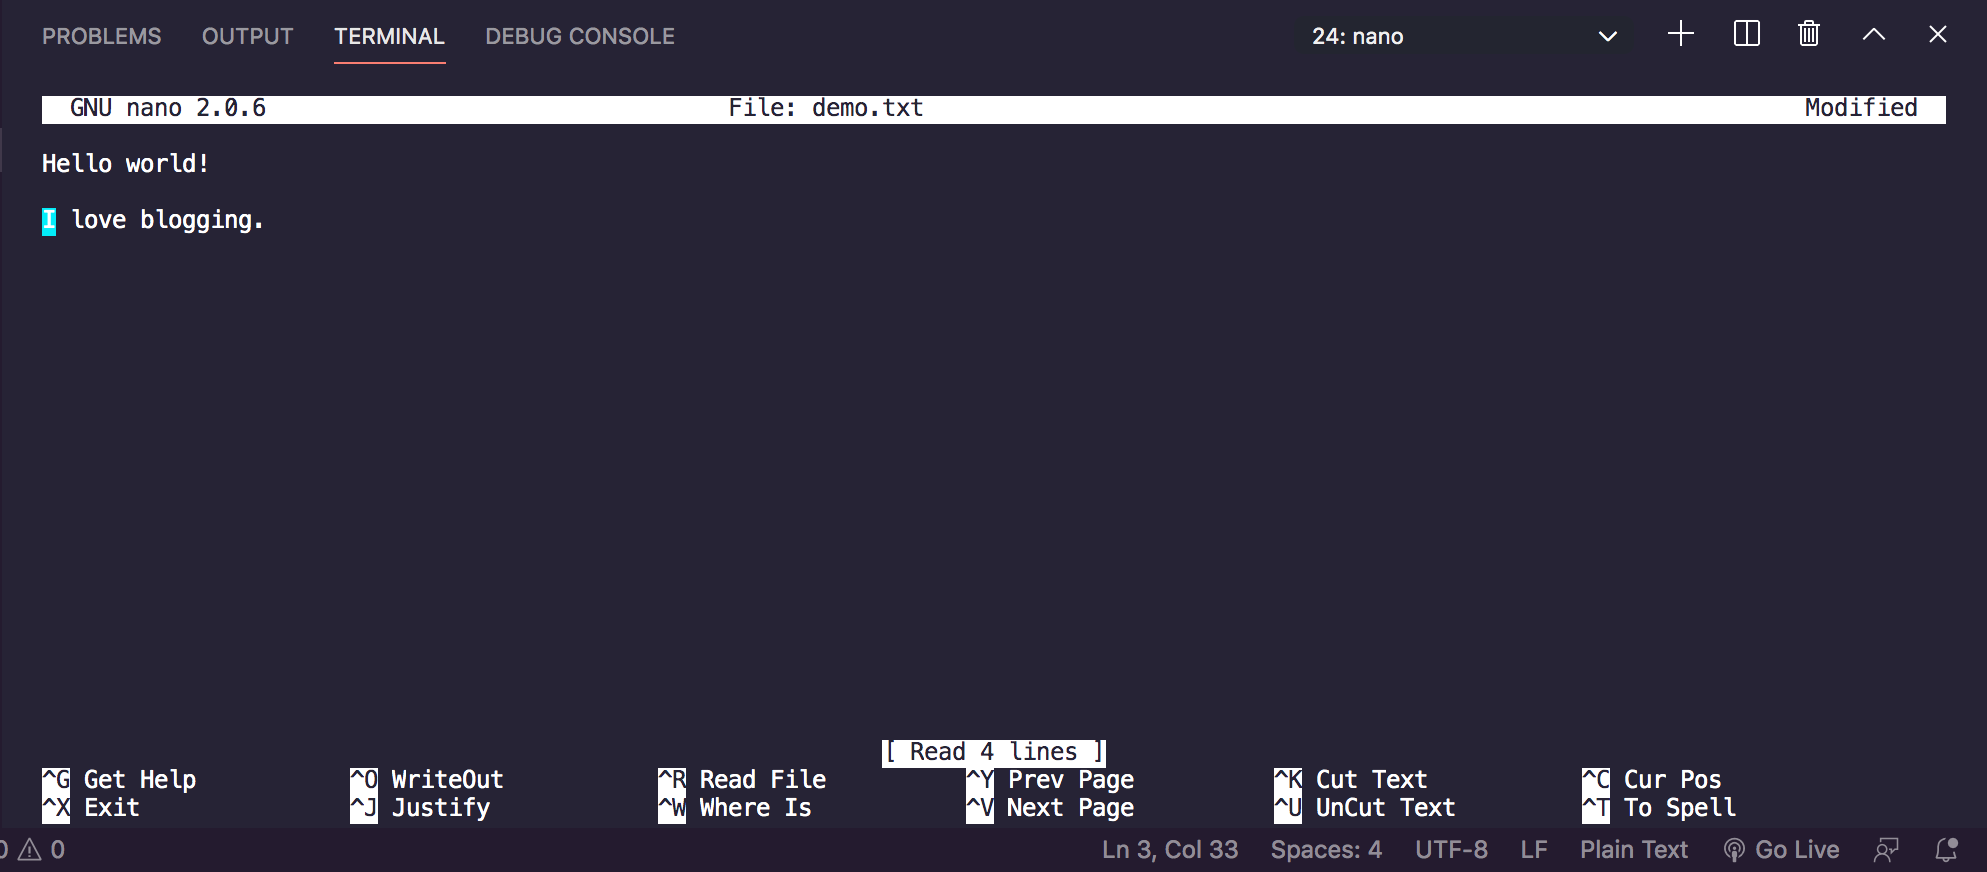 PROBLEMS OUTPUT TERMINAL DEBUG CONSOLE 24: nano
GNU nano 2.0.6 File: demo.txt Modified
Hello world!
I love blogging.
[ Read 4 lines ]
^G Get Help ^O WriteOut ^R Read File ^Y Prev Page ^K Cut Text ^C Cur Pos
^X Exit ^J Justify ^W Where Is ^V Next Page ^U UnCut Text ^T To Spell
0 0 Ln 3, Col 33 Spaces: 4 UTF-8 LF Plain Text Go Live